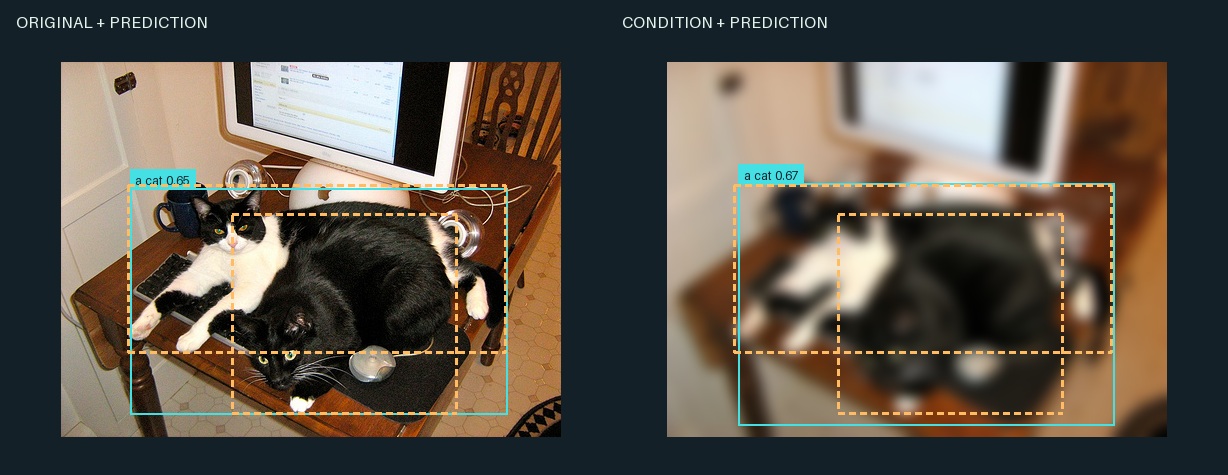 ORIGINAL + PREDICTION
CONDITION + PREDICTION
a cat 0.65
a cat 0.67